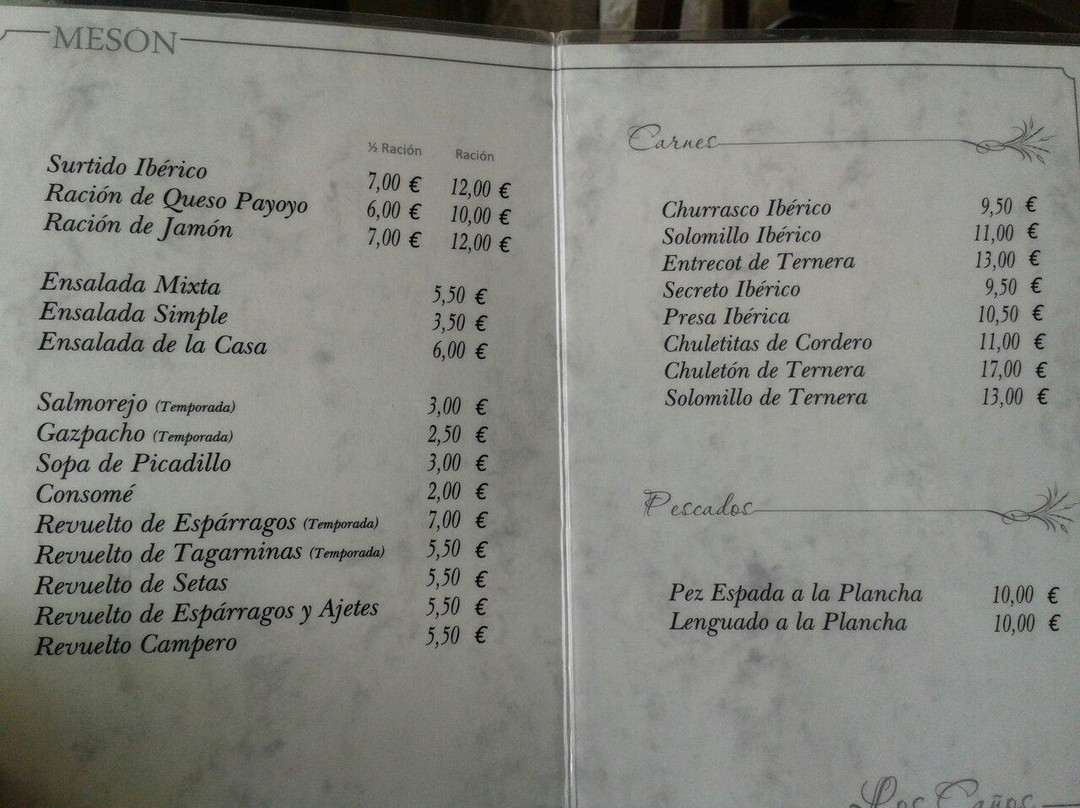 MESON
½ Ración Ración
Surtido Ibérico 7,00 € 12,00 €
Ración de Queso Payoyo 6,00 € 10,00 €
Ración de Jamón 7,00 € 12,00 €
Ensalada Mixta 5,50 €
Ensalada Simple 3,50 €
Ensalada de la Casa 6,00 €
Salmorejo (Temporada) 3,00 €
Gazpacho (Temporada) 2,50 €
Sopa de Picadillo 3,00 €
Consomé 2,00 €
Revuelto de Espárragos (Temporada) 7,00 €
Revuelto de Tagarninas (Temporada) 5,50 €
Revuelto de Setas 5,50 €
Revuelto de Espárragos y Ajetes 5,50 €
Revuelto Campero 5,50 €
Carnes
Churrasco Ibérico 9,50 €
Solomillo Ibérico 11,00 €
Entrecot de Ternera 13,00 €
Secreto Ibérico 9,50 €
Presa Ibérica 10,50 €
Chuletitas de Cordero 11,00 €
Chuletón de Ternera 17,00 €
Solomillo de Ternera 13,00 €
Pescados
Pez Espada a la Plancha 10,00 €
Lenguado a la Plancha 10,00 €
Los Caños